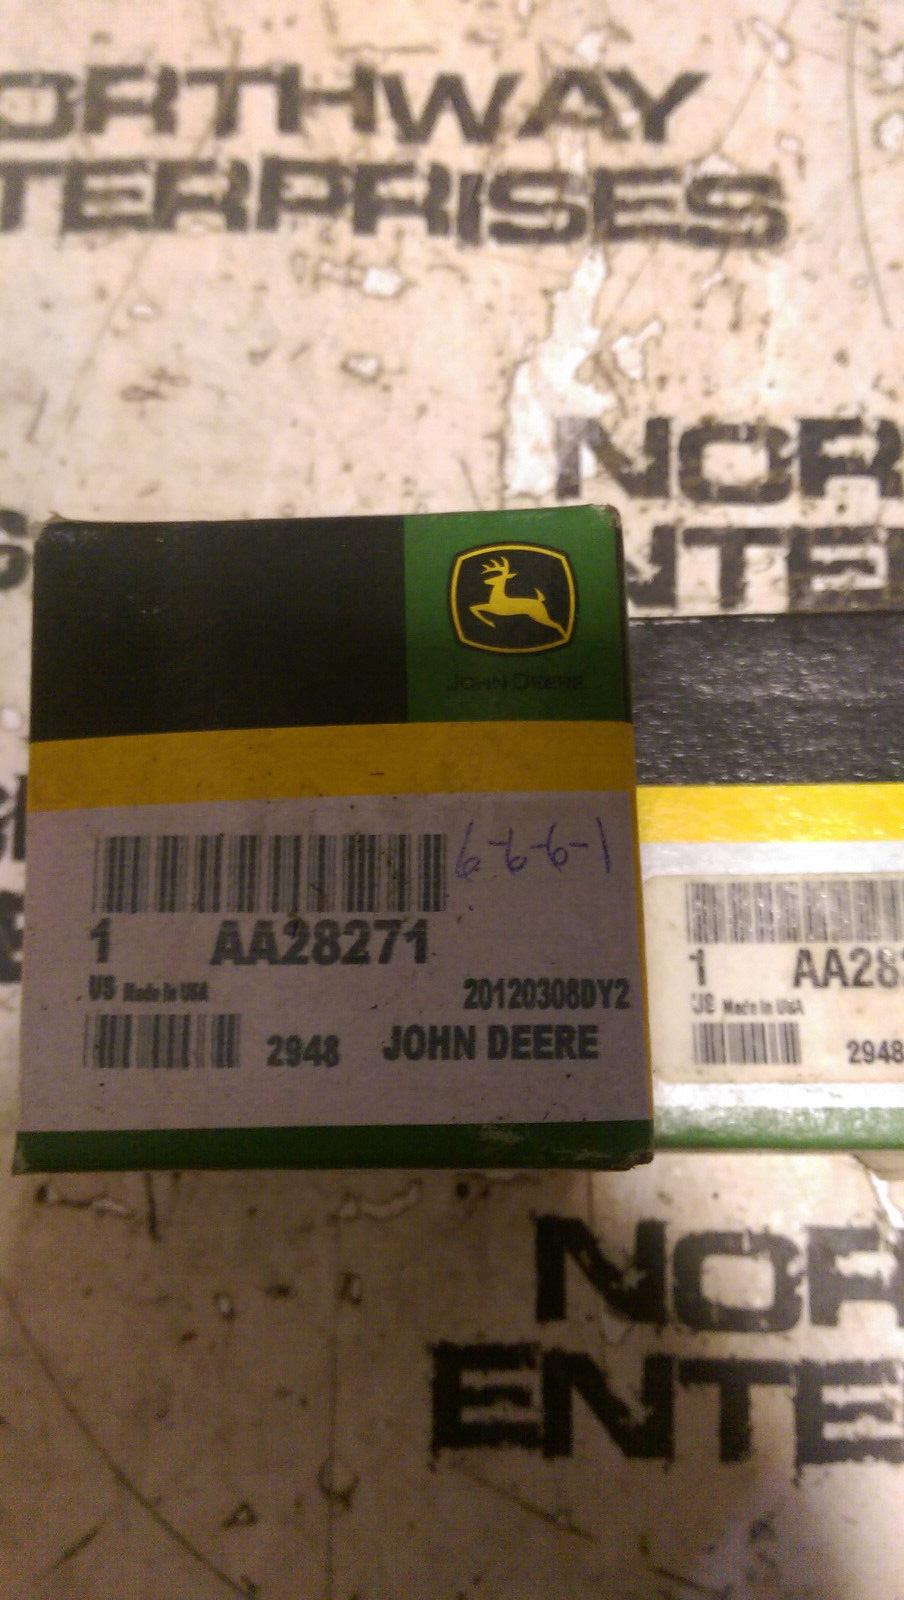 ORTHWAY
TERPRISES
NOR
ENTE
JOHN DEERE
6-6-6-1
1 AA28271
US Made In USA
20120308DY2
2948 JOHN DEERE
1 AA28
US Made In USA
2948
NOR
ENTE